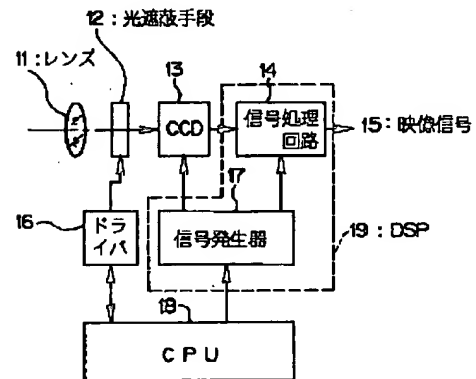 12：光遮蔽手段
11：レンズ
13
14
CCD
信号処理
回路
15：映像信号
16
ドラ
イバ
17
信号発生器
19：DSP
18
CPU